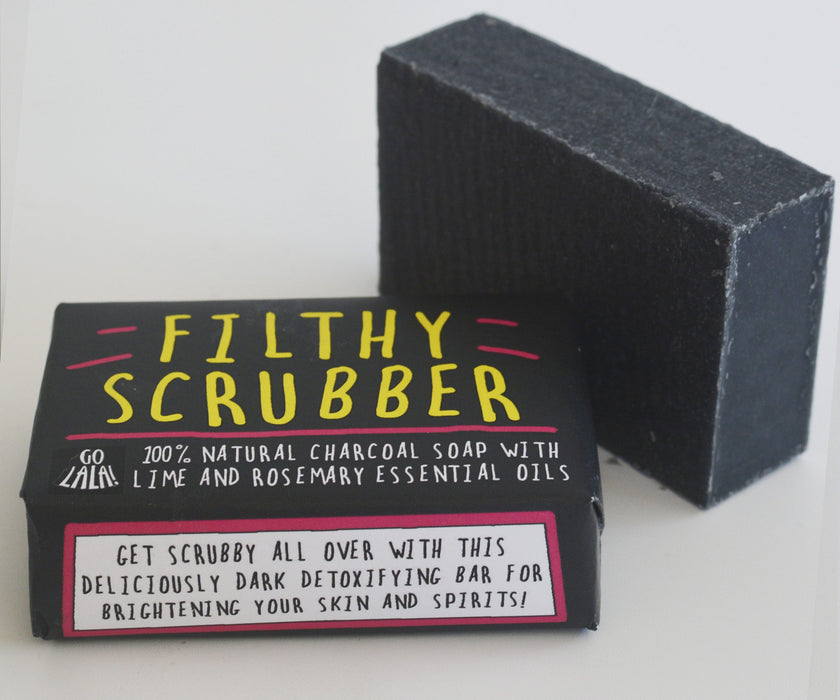 FILTHY
SCRUBBER
GO
LALA!
100% NATURAL CHARCOAL SOAP WITH
LIME AND ROSEMARY ESSENTIAL OILS
GET SCRUBBY ALL OVER WITH THIS
DELICIOUSLY DARK DETOXIFYING BAR FOR
BRIGHTENING YOUR SKIN AND SPIRITS!